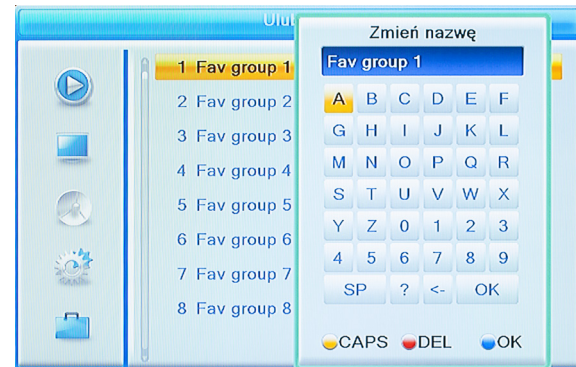 Zmień nazwę
Fav group 1
1 Fav group 1
2 Fav group 2
3 Fav group 3
4 Fav group 4
5 Fav group 5
6 Fav group 6
7 Fav group 7
8 Fav group 8
A B C D E F
G H I J K L
M N O P Q R
S T U V W X
Y Z 0 1 2 3
4 5 6 7 8 9
SP ? <- OK
CAPS DEL OK